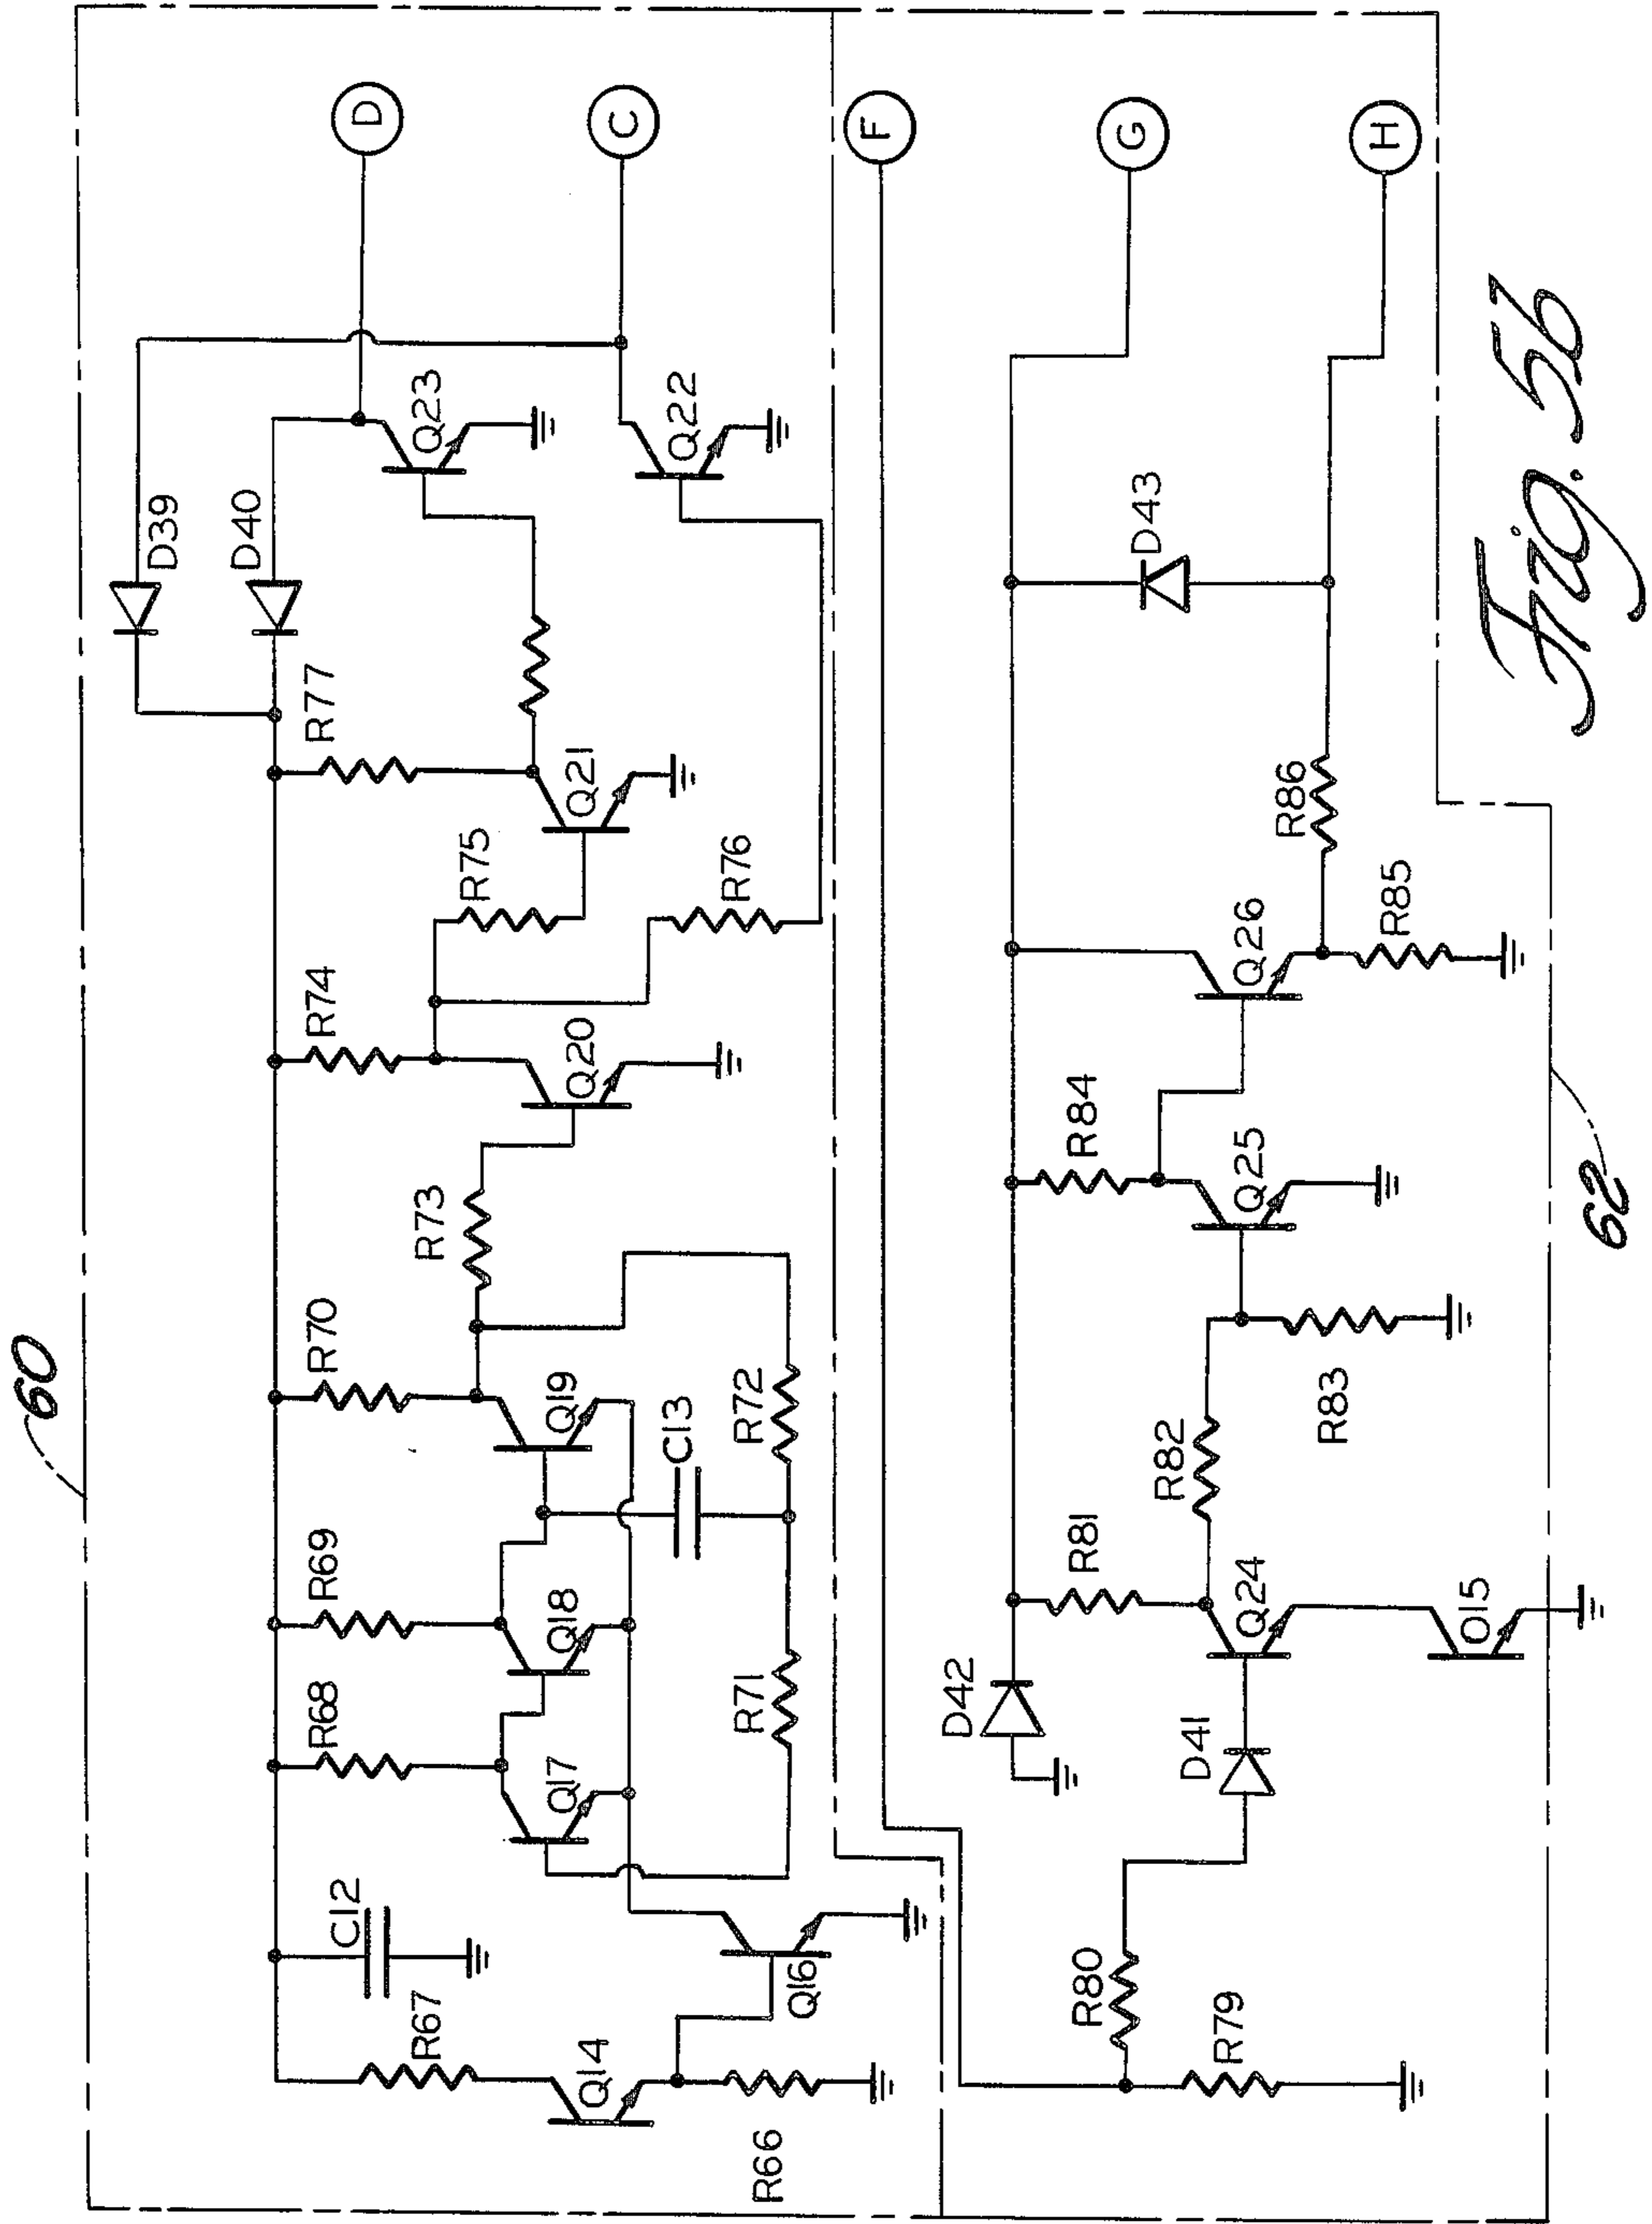 60
D
C
F
G
H
D39
D40
R77
Q23
Q22
Q21
R75
R76
R74
Q20
R73
R70
Q19
R72
C13
R69
Q18
R71
R68
Q17
C12
R67
Q14
Q16
R66
D43
R86
R85
Q26
R84
Q25
R83
R82
R81
Q24
O15
D42
D41
R80
R79
62
Fig. 5b